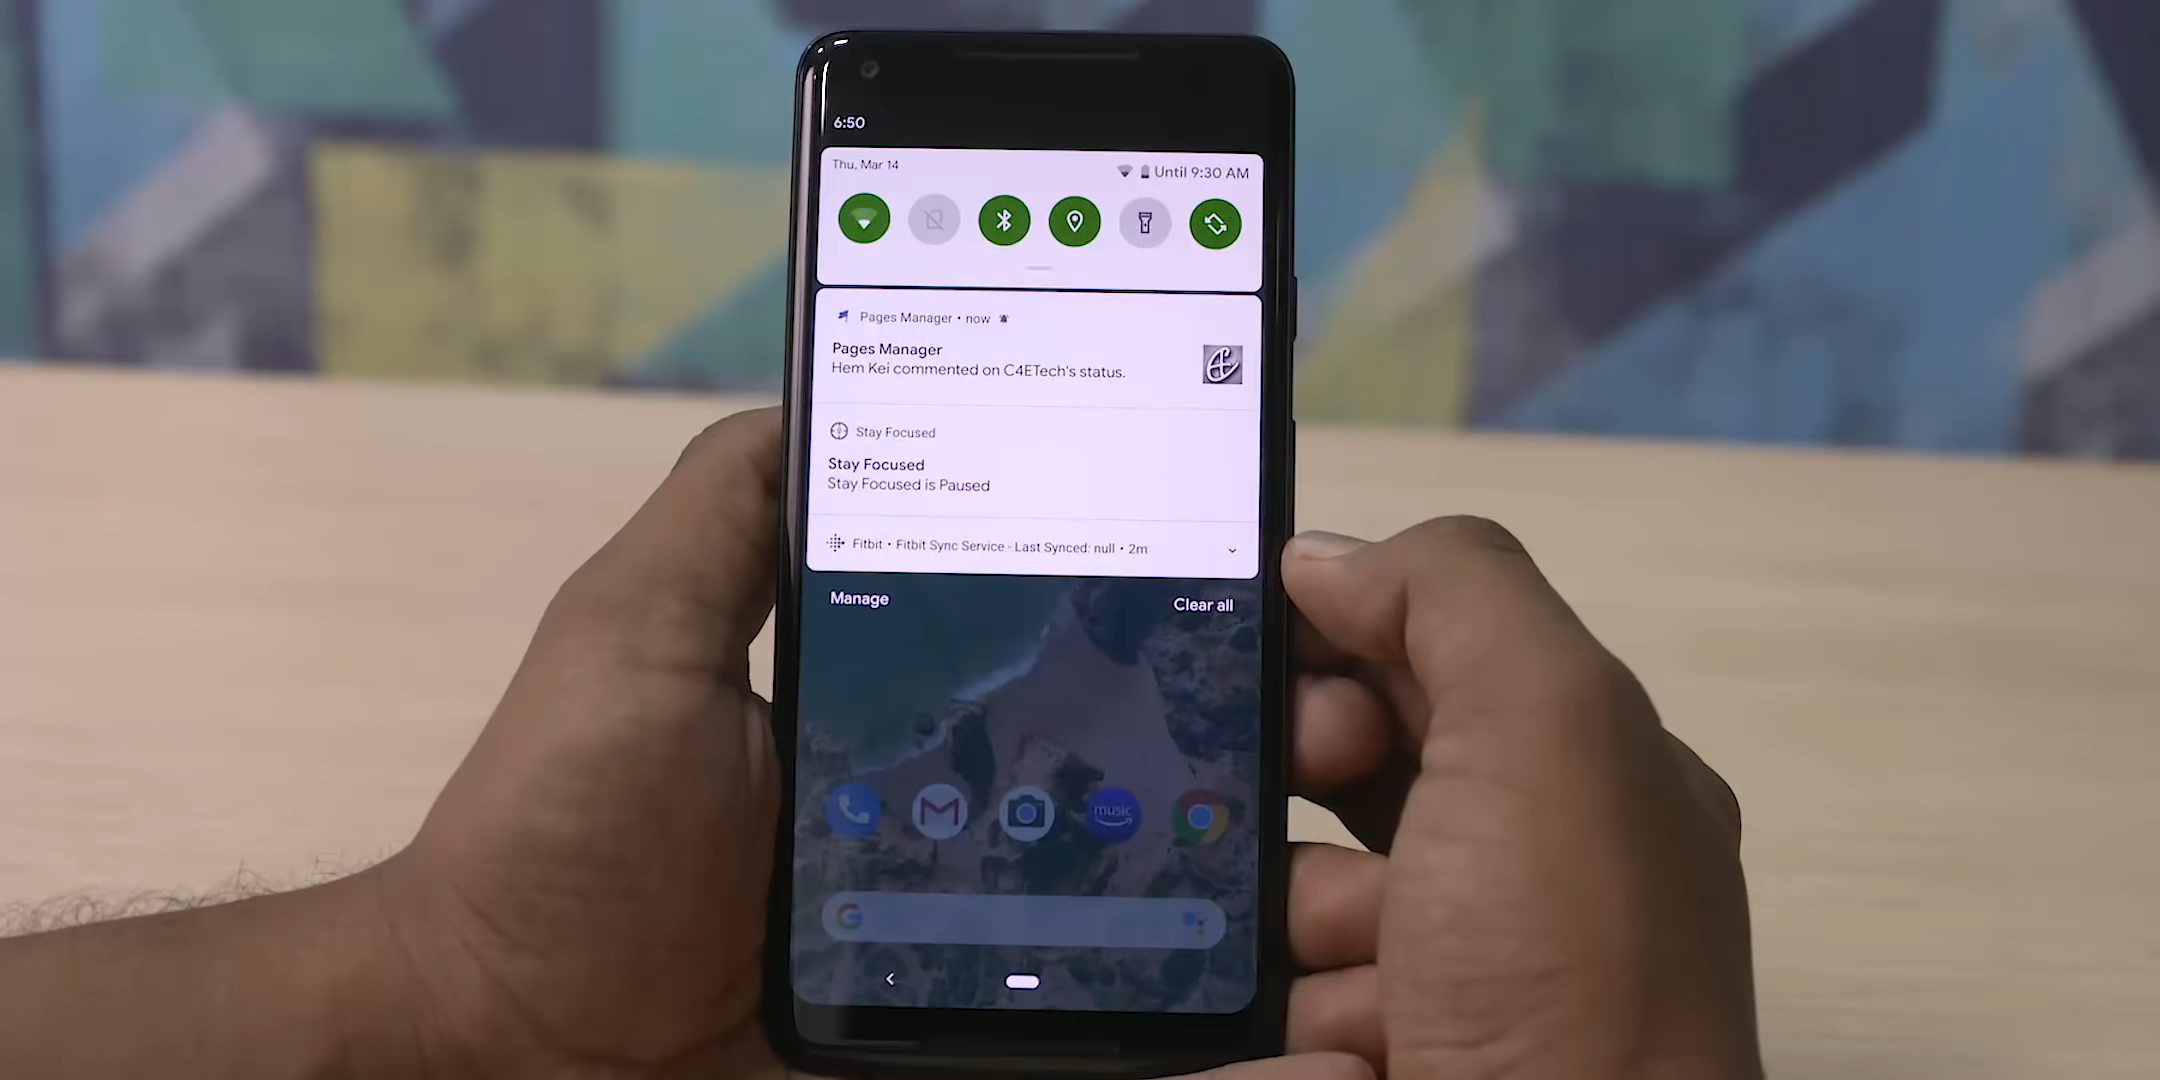 6:50
Thu, Mar 14
Until 9:30 AM
Pages Manager • now
Pages Manager
Hem Kei commented on C4ETech's status.
Stay Focused
Stay Focused
Stay Focused is Paused
Fitbit • Fitbit Sync Service - Last Synced: null • 2m
Manage
Clear all
music